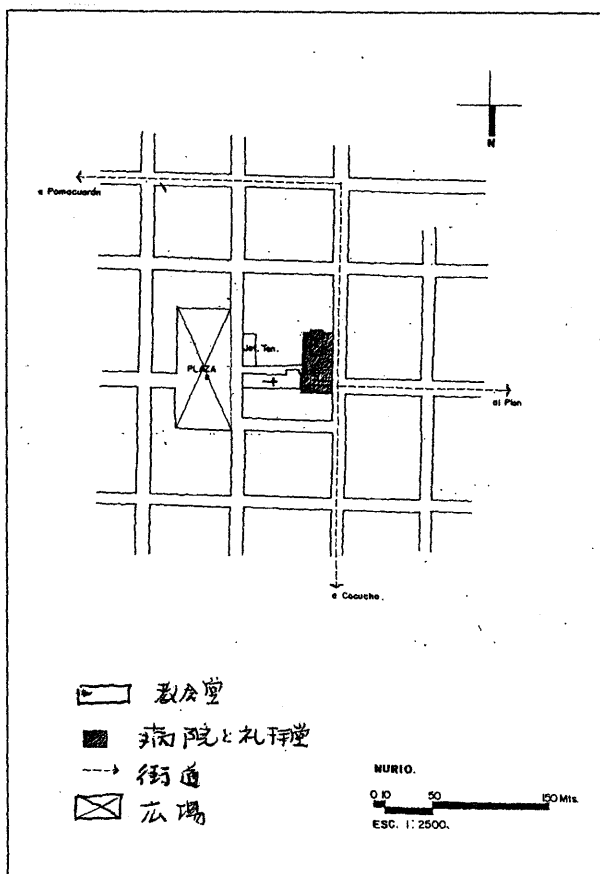 N
a Pomacuarán
Jef. Ten.
PLAZA
al Plan
a Cocucho.
教会堂
病院と礼拝堂
街道
広場
NURIO.
0 10 50 150 Mts.
ESC. 1:2500.